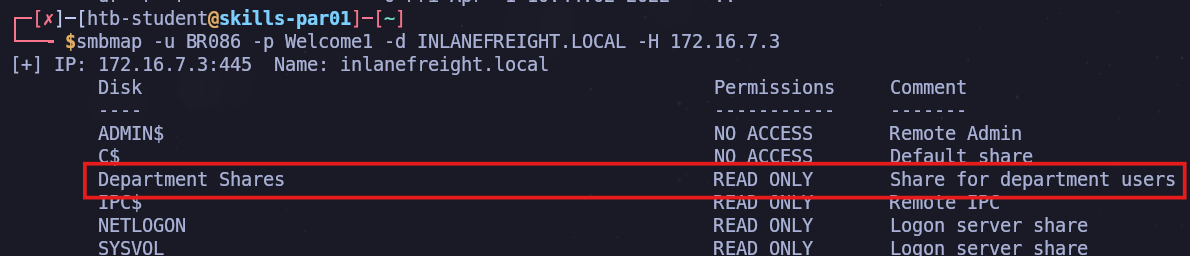 ┌─[✗]─[htb-student@skills-par01]─[~]
└──╼ $smbmap -u BR086 -p Welcome1 -d INLANEFREIGHT.LOCAL -H 172.16.7.3
[+] IP: 172.16.7.3:445 Name: inlanefreight.local
Disk Permissions Comment
---- ----------- -------
ADMIN$ NO ACCESS Remote Admin
C$ NO ACCESS Default share
Department Shares READ ONLY Share for department users
IPC$ READ ONLY Remote IPC
NETLOGON READ ONLY Logon server share
SYSVOL READ ONLY Logon server share